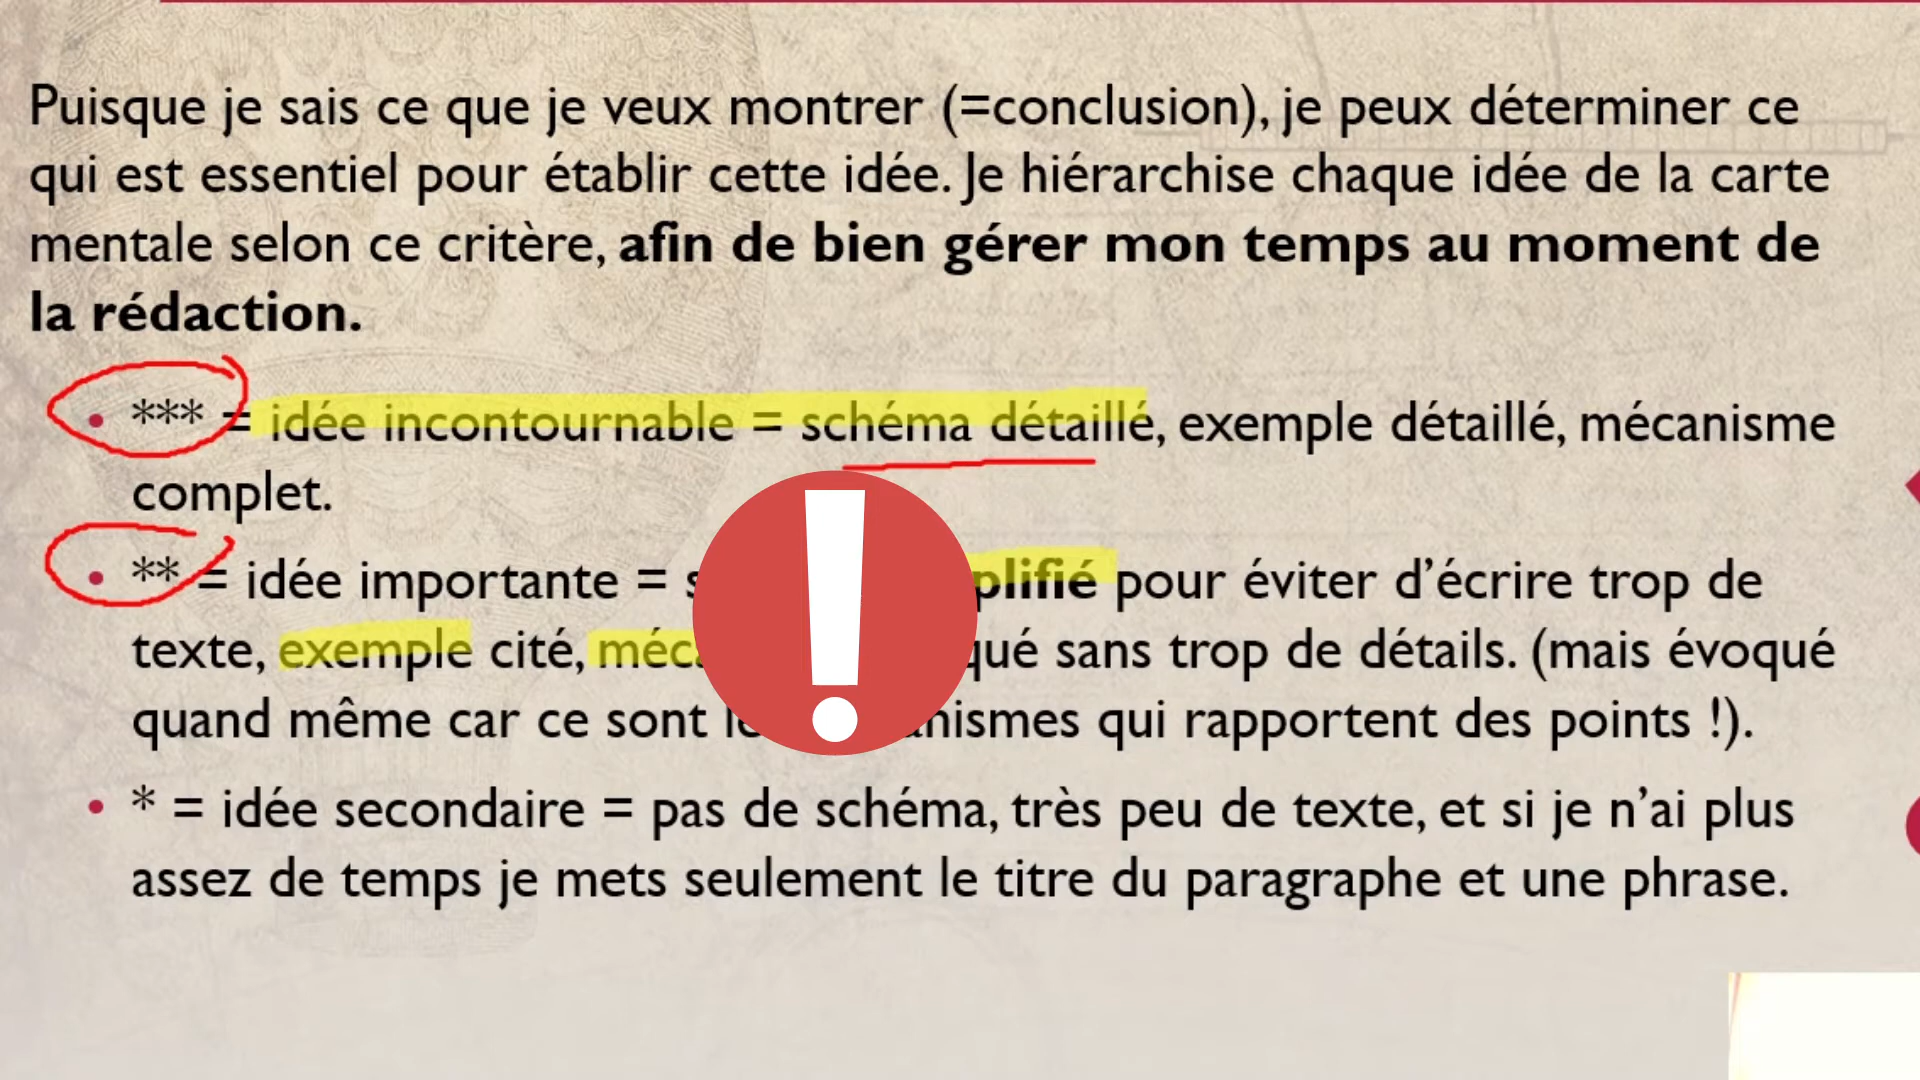 Puisque je sais ce que je veux montrer (=conclusion), je peux déterminer ce
qui est essentiel pour établir cette idée. Je hiérarchise chaque idée de la carte
mentale selon ce critère, afin de bien gérer mon temps au moment de
la rédaction.
• *** = idée incontournable = schéma détaillé, exemple détaillé, mécanisme
complet.
• ** = idée importante = pour éviter d’écrire trop de
texte, exemple cité, sans trop de détails. (mais évoqué
quand même car ce sont qui rapportent des points !).
• * = idée secondaire = pas de schéma, très peu de texte, et si je n’ai plus
assez de temps je mets seulement le titre du paragraphe et une phrase.